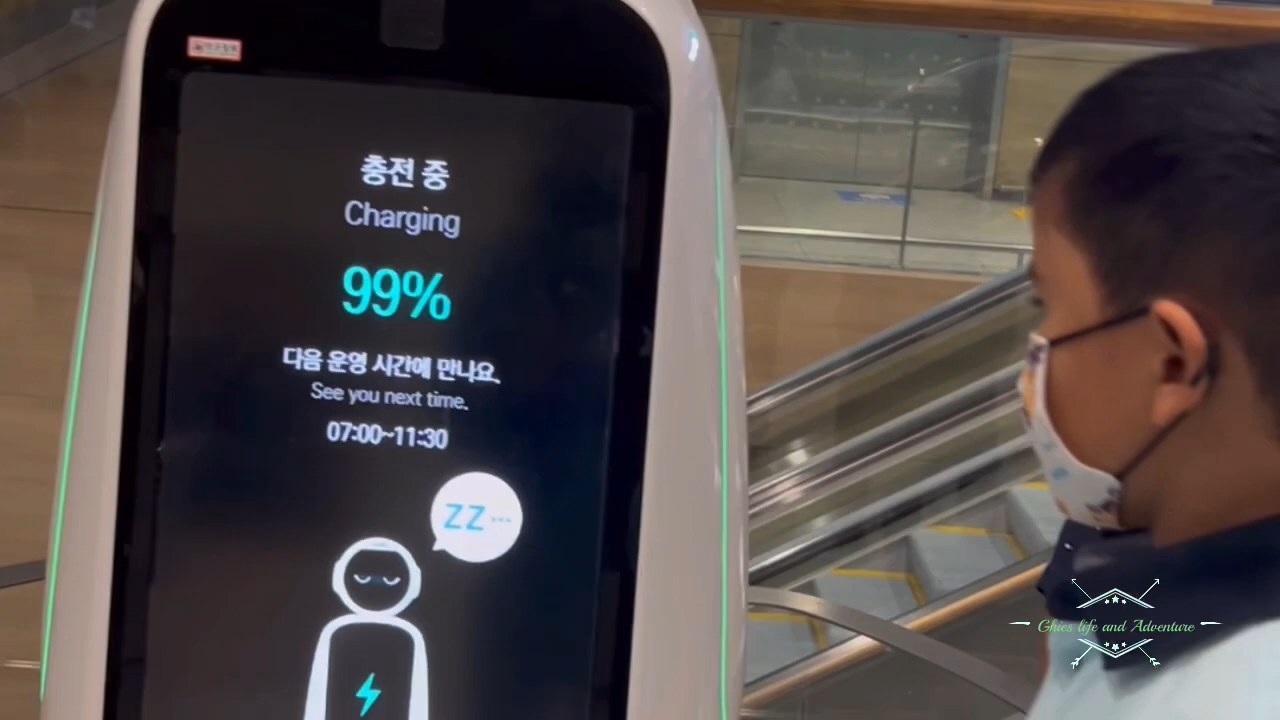 충전 중
Charging
99%
다음 운영 시간에 만나요.
See you next time.
07:00~11:30
ZZ...
Ghies life and Adventure